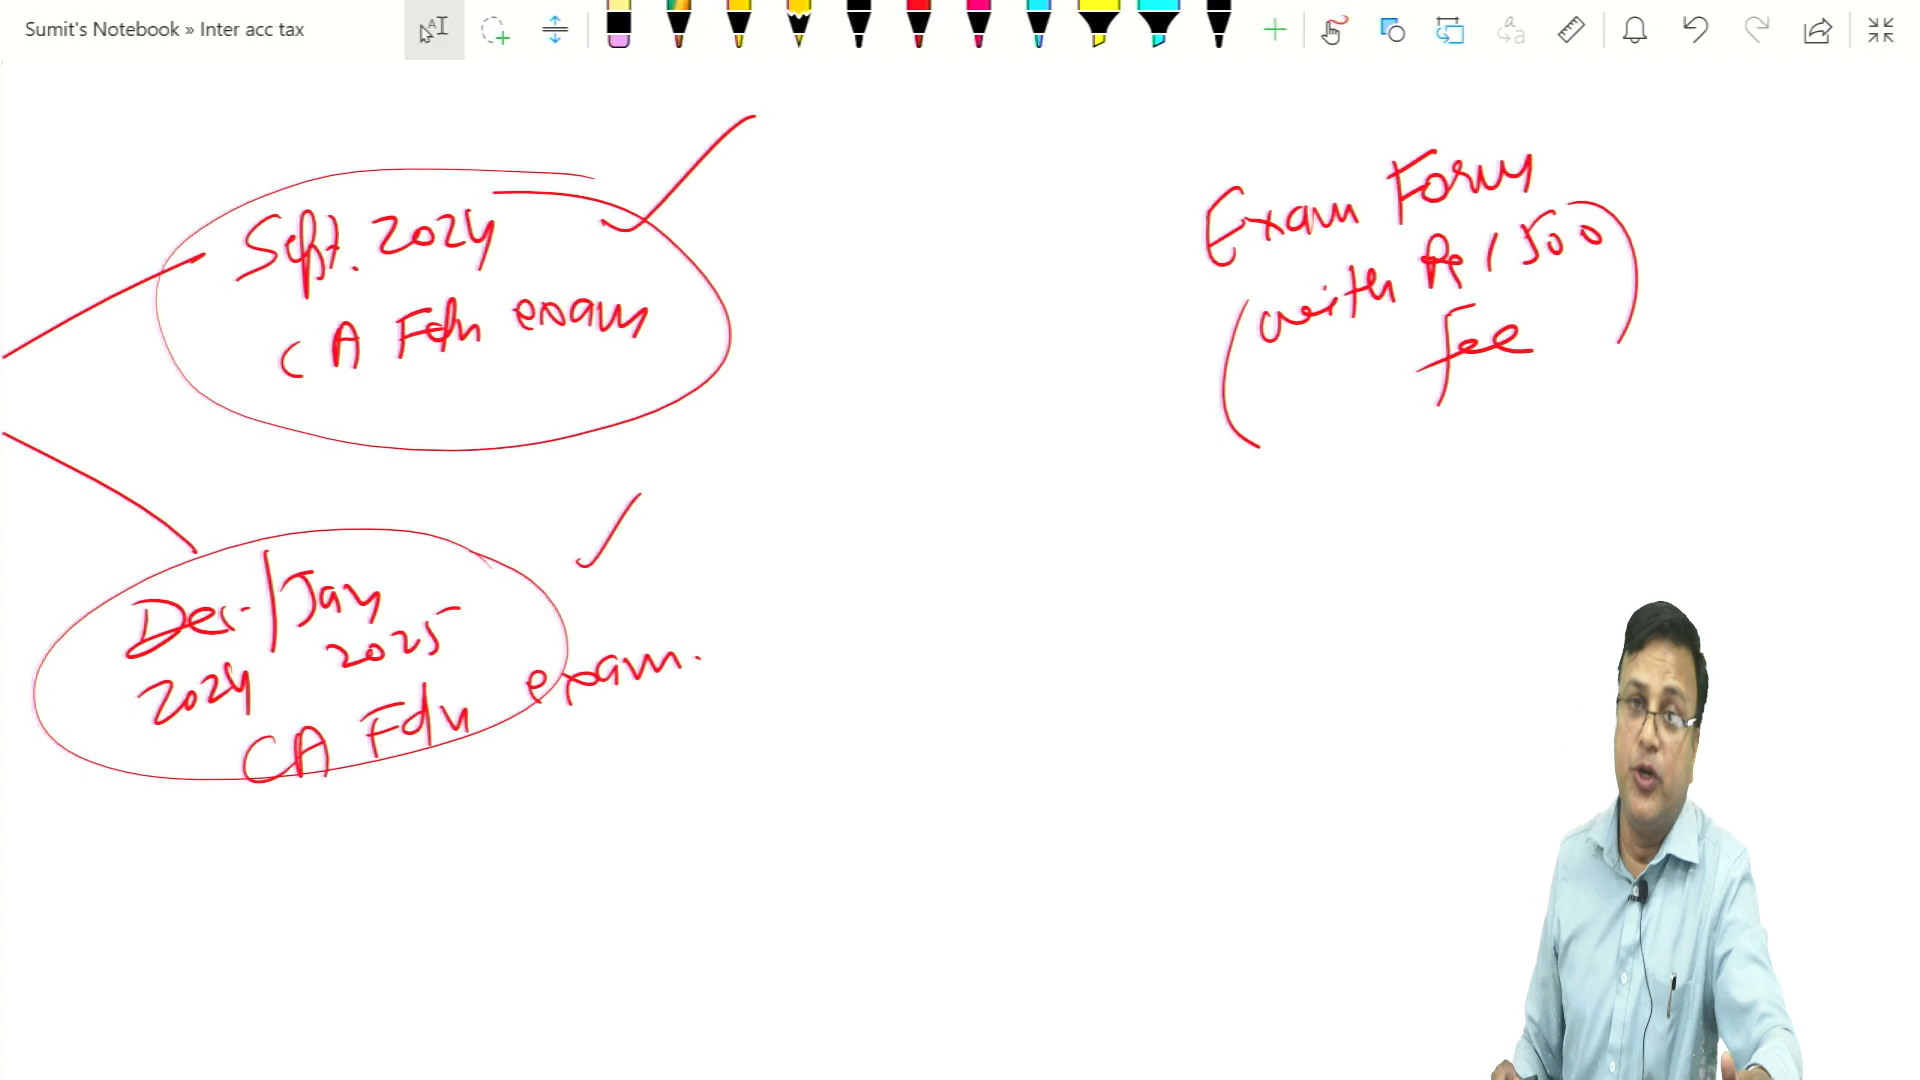 Sumit's Notebook » Inter acc tax
Sept. 2024
CA Fdn exam
Exam Form
(with Rs 1500)
Fee
Dec./Jan
2024 2025
CA Fdn exam.